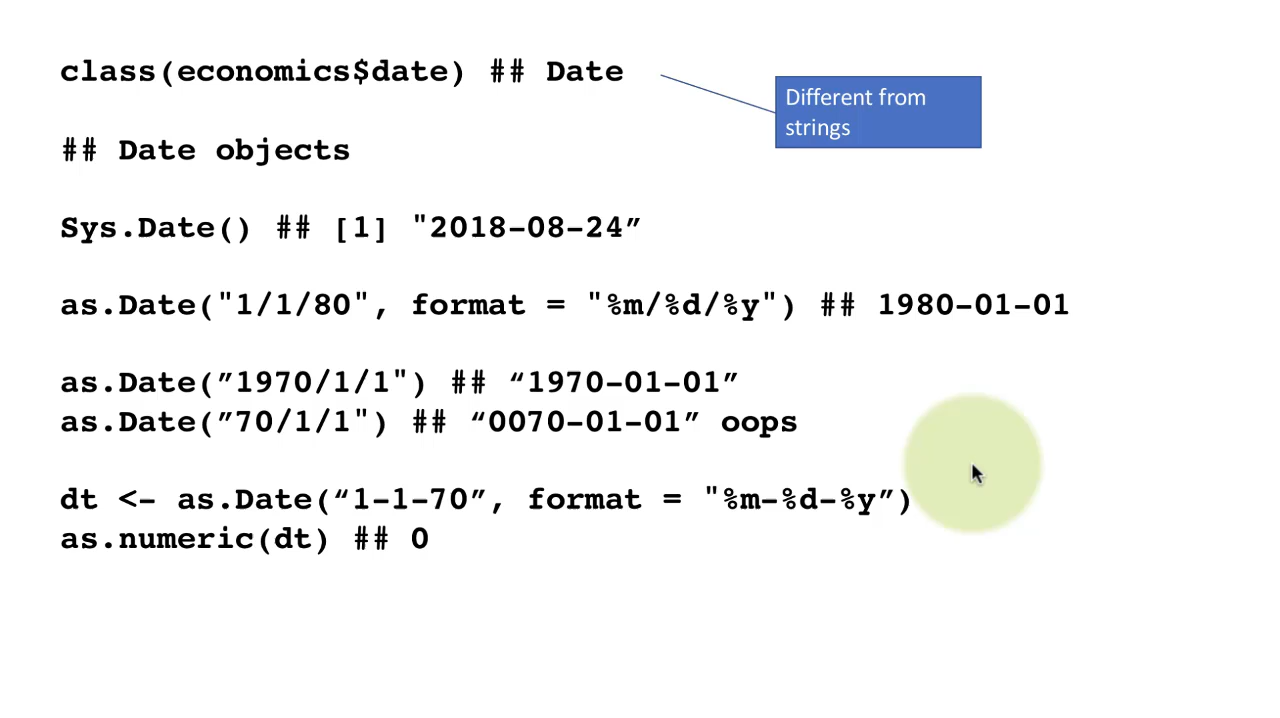 class(economics$date) ## Date
Different from
strings
## Date objects
Sys.Date() ## [1] "2018-08-24”
as.Date("1/1/80", format = "%m/%d/%y") ## 1980-01-01
as.Date(”1970/1/1") ## “1970-01-01”
as.Date(”70/1/1") ## “0070-01-01” oops
dt <- as.Date(“1-1-70”, format = "%m-%d-%y”)
as.numeric(dt) ## 0